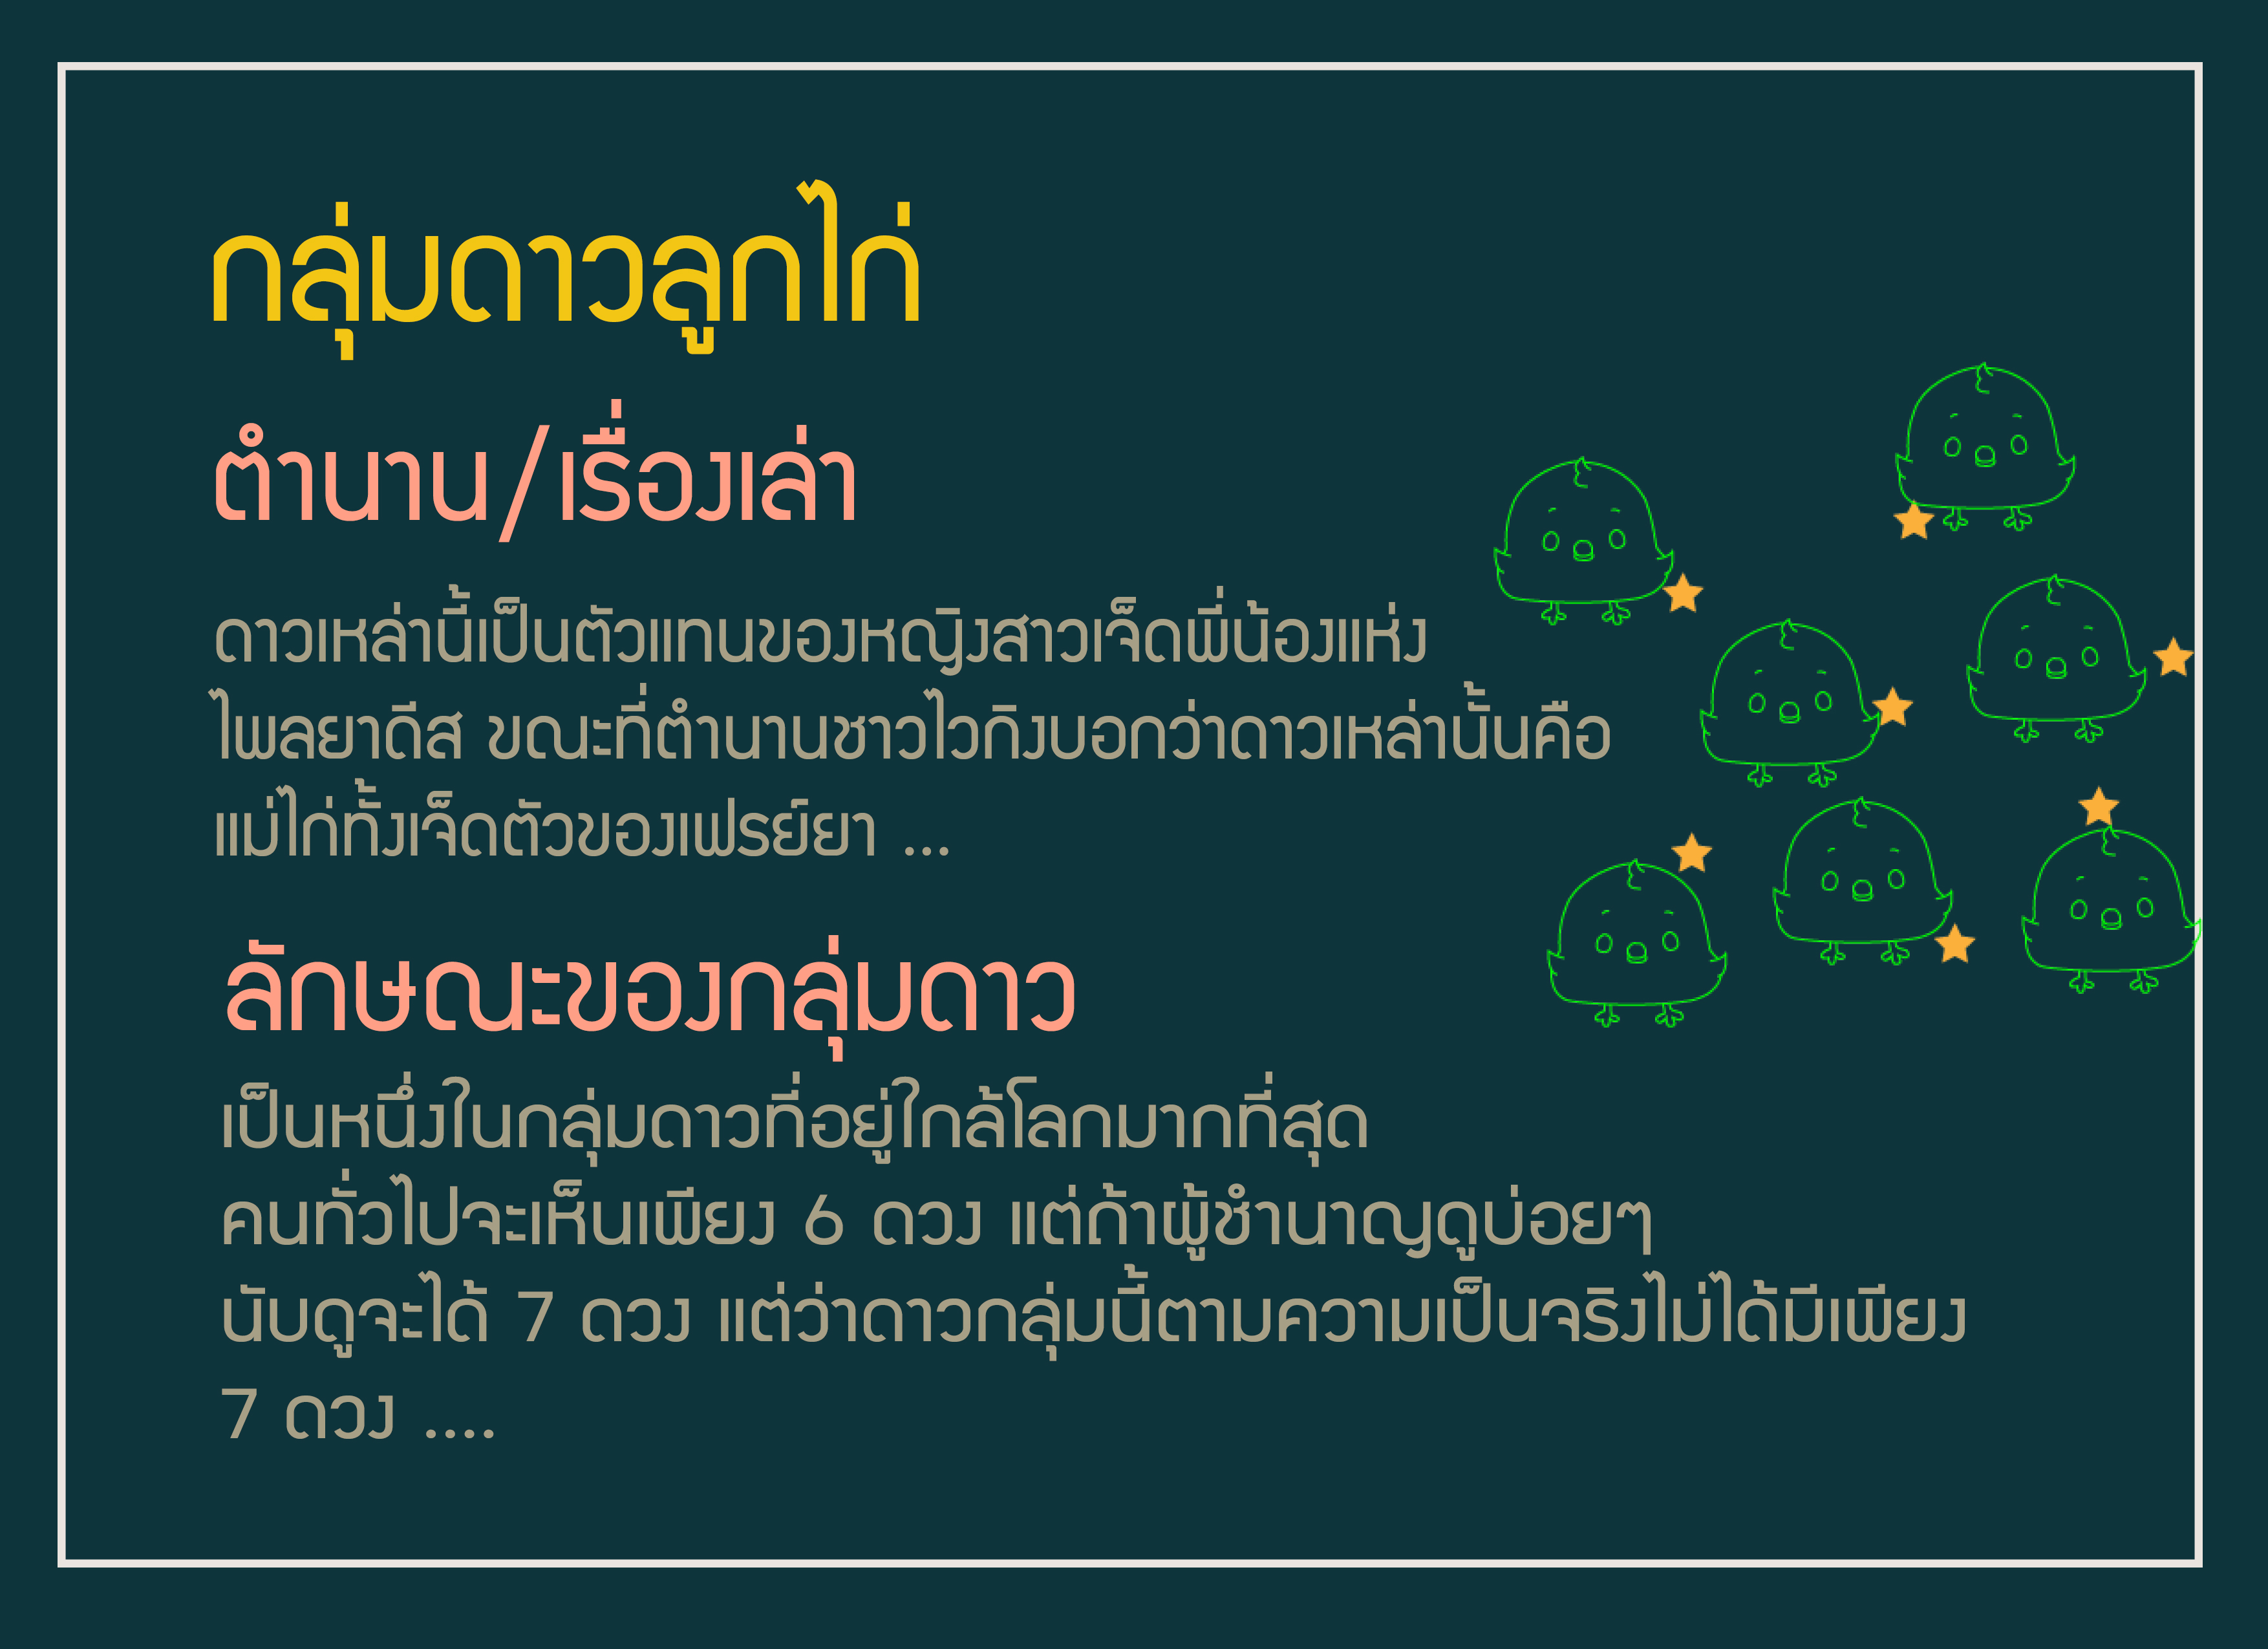 กลุ่มดาวลูกไก่
ตำนาน/เรื่องเล่า
ดาวเหล่านี้เป็นตัวแทนของหญิงสาวเจ็ดพี่น้องแห่ง
ไพลยาดีส ขณะที่ตำนานชาวไวกิงบอกว่าดาวเหล่านั้นคือ
แม่ไก่ทั้งเจ็ดตัวของเฟรย์ยา ...
ลักษณะของกลุ่มดาว
เป็นหนึ่งในกลุ่มดาวที่อยู่ใกล้โลกมากที่สุด
คนทั่วไปจะเห็นเพียง 6 ดวง แต่ถ้าผู้ชำนาญดูบ่อยๆ
นับดูจะได้ 7 ดวง แต่ว่าดาวกลุ่มนี้ตามความเป็นจริงไม่ได้มีเพียง
7 ดวง ....